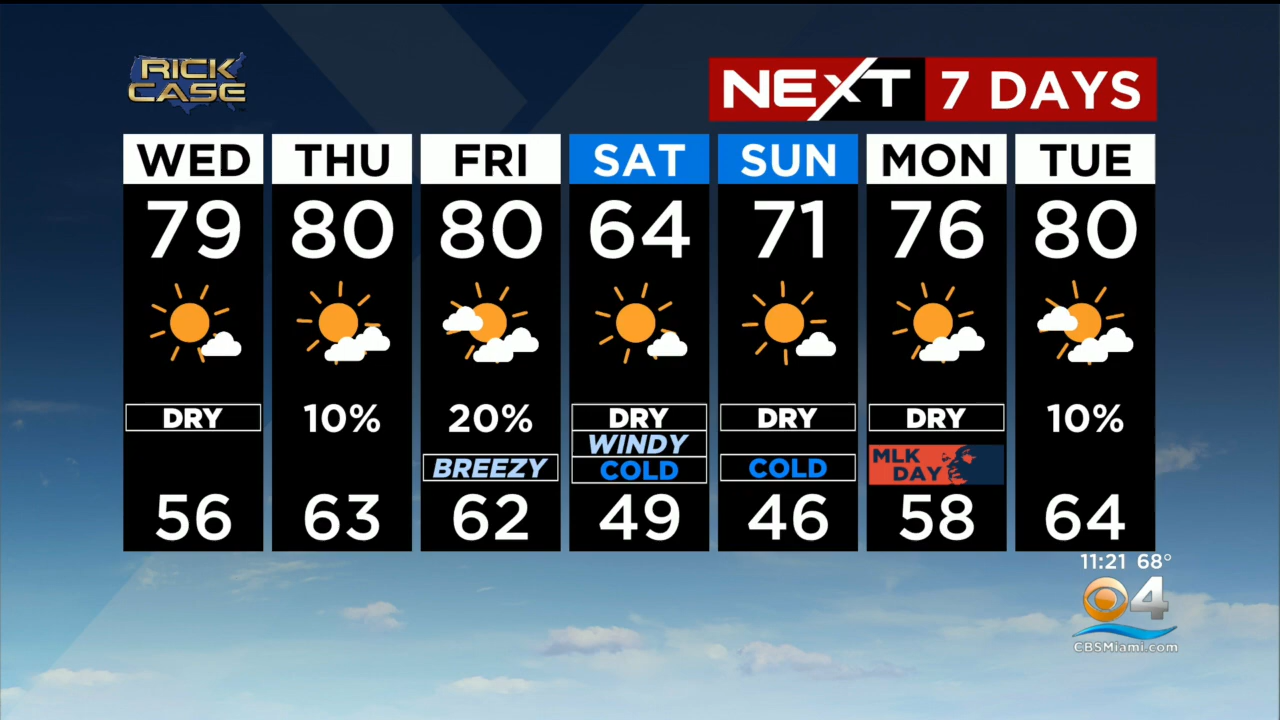 RICK
CASE
NEXT 7 DAYS
WED THU FRI SAT SUN MON TUE
79 80 80 64 71 76 80
DRY 10% 20% DRY DRY DRY 10%
WINDY
MLK
DAY
BREEZY COLD COLD
56 63 62 49 46 58 64
11:21 68°
4
CBSMiami.com